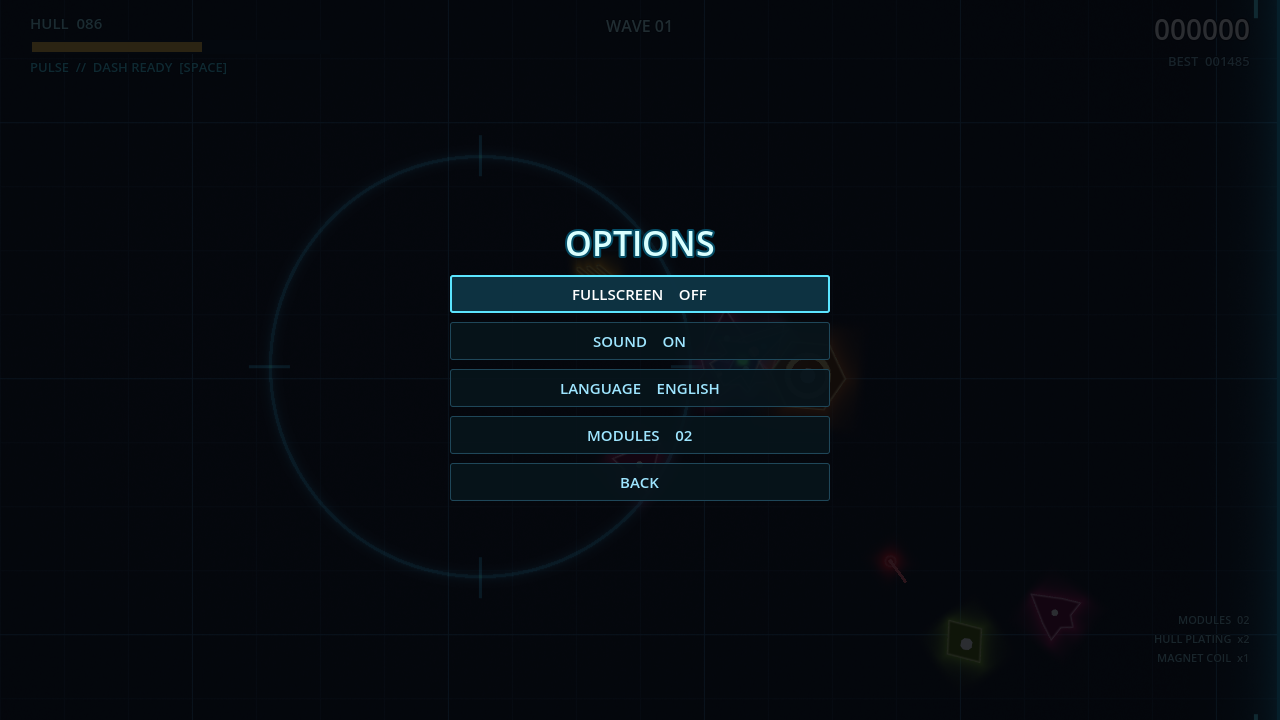 HULL 086
WAVE 01
000000
PULSE // DASH READY [SPACE]
BEST 001485
OPTIONS
FULLSCREEN OFF
SOUND ON
LANGUAGE ENGLISH
MODULES 02
BACK
MODULES 02
HULL PLATING x2
MAGNET COIL x1